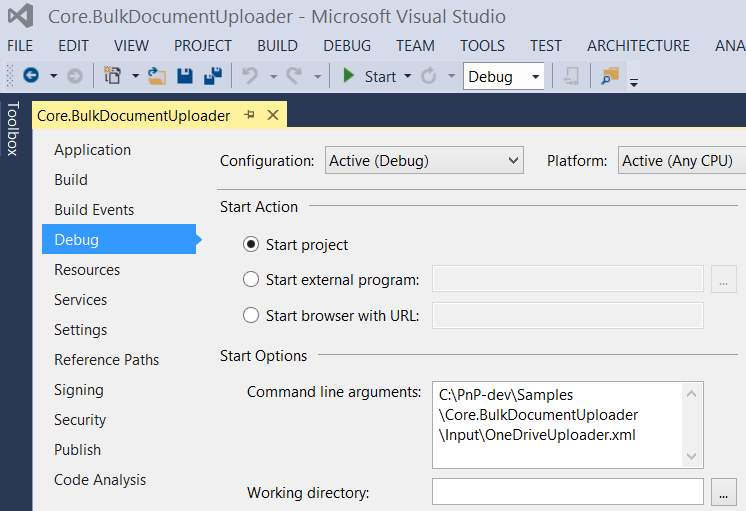 Core.BulkDocumentUploader - Microsoft Visual Studio
FILE EDIT VIEW PROJECT BUILD DEBUG TEAM TOOLS TEST ARCHITECTURE ANA
Start Debug
Toolbox
Core.BulkDocumentUploader
Application
Build
Build Events
Debug
Resources
Services
Settings
Reference Paths
Signing
Security
Publish
Code Analysis
Configuration: Active (Debug) Platform: Active (Any CPU)
Start Action
Start project
Start external program: ...
Start browser with URL:
Start Options
Command line arguments:
C:\PnP-dev\Samples
\Core.BulkDocumentUploader
\Input\OneDriveUploader.xml
Working directory: ...